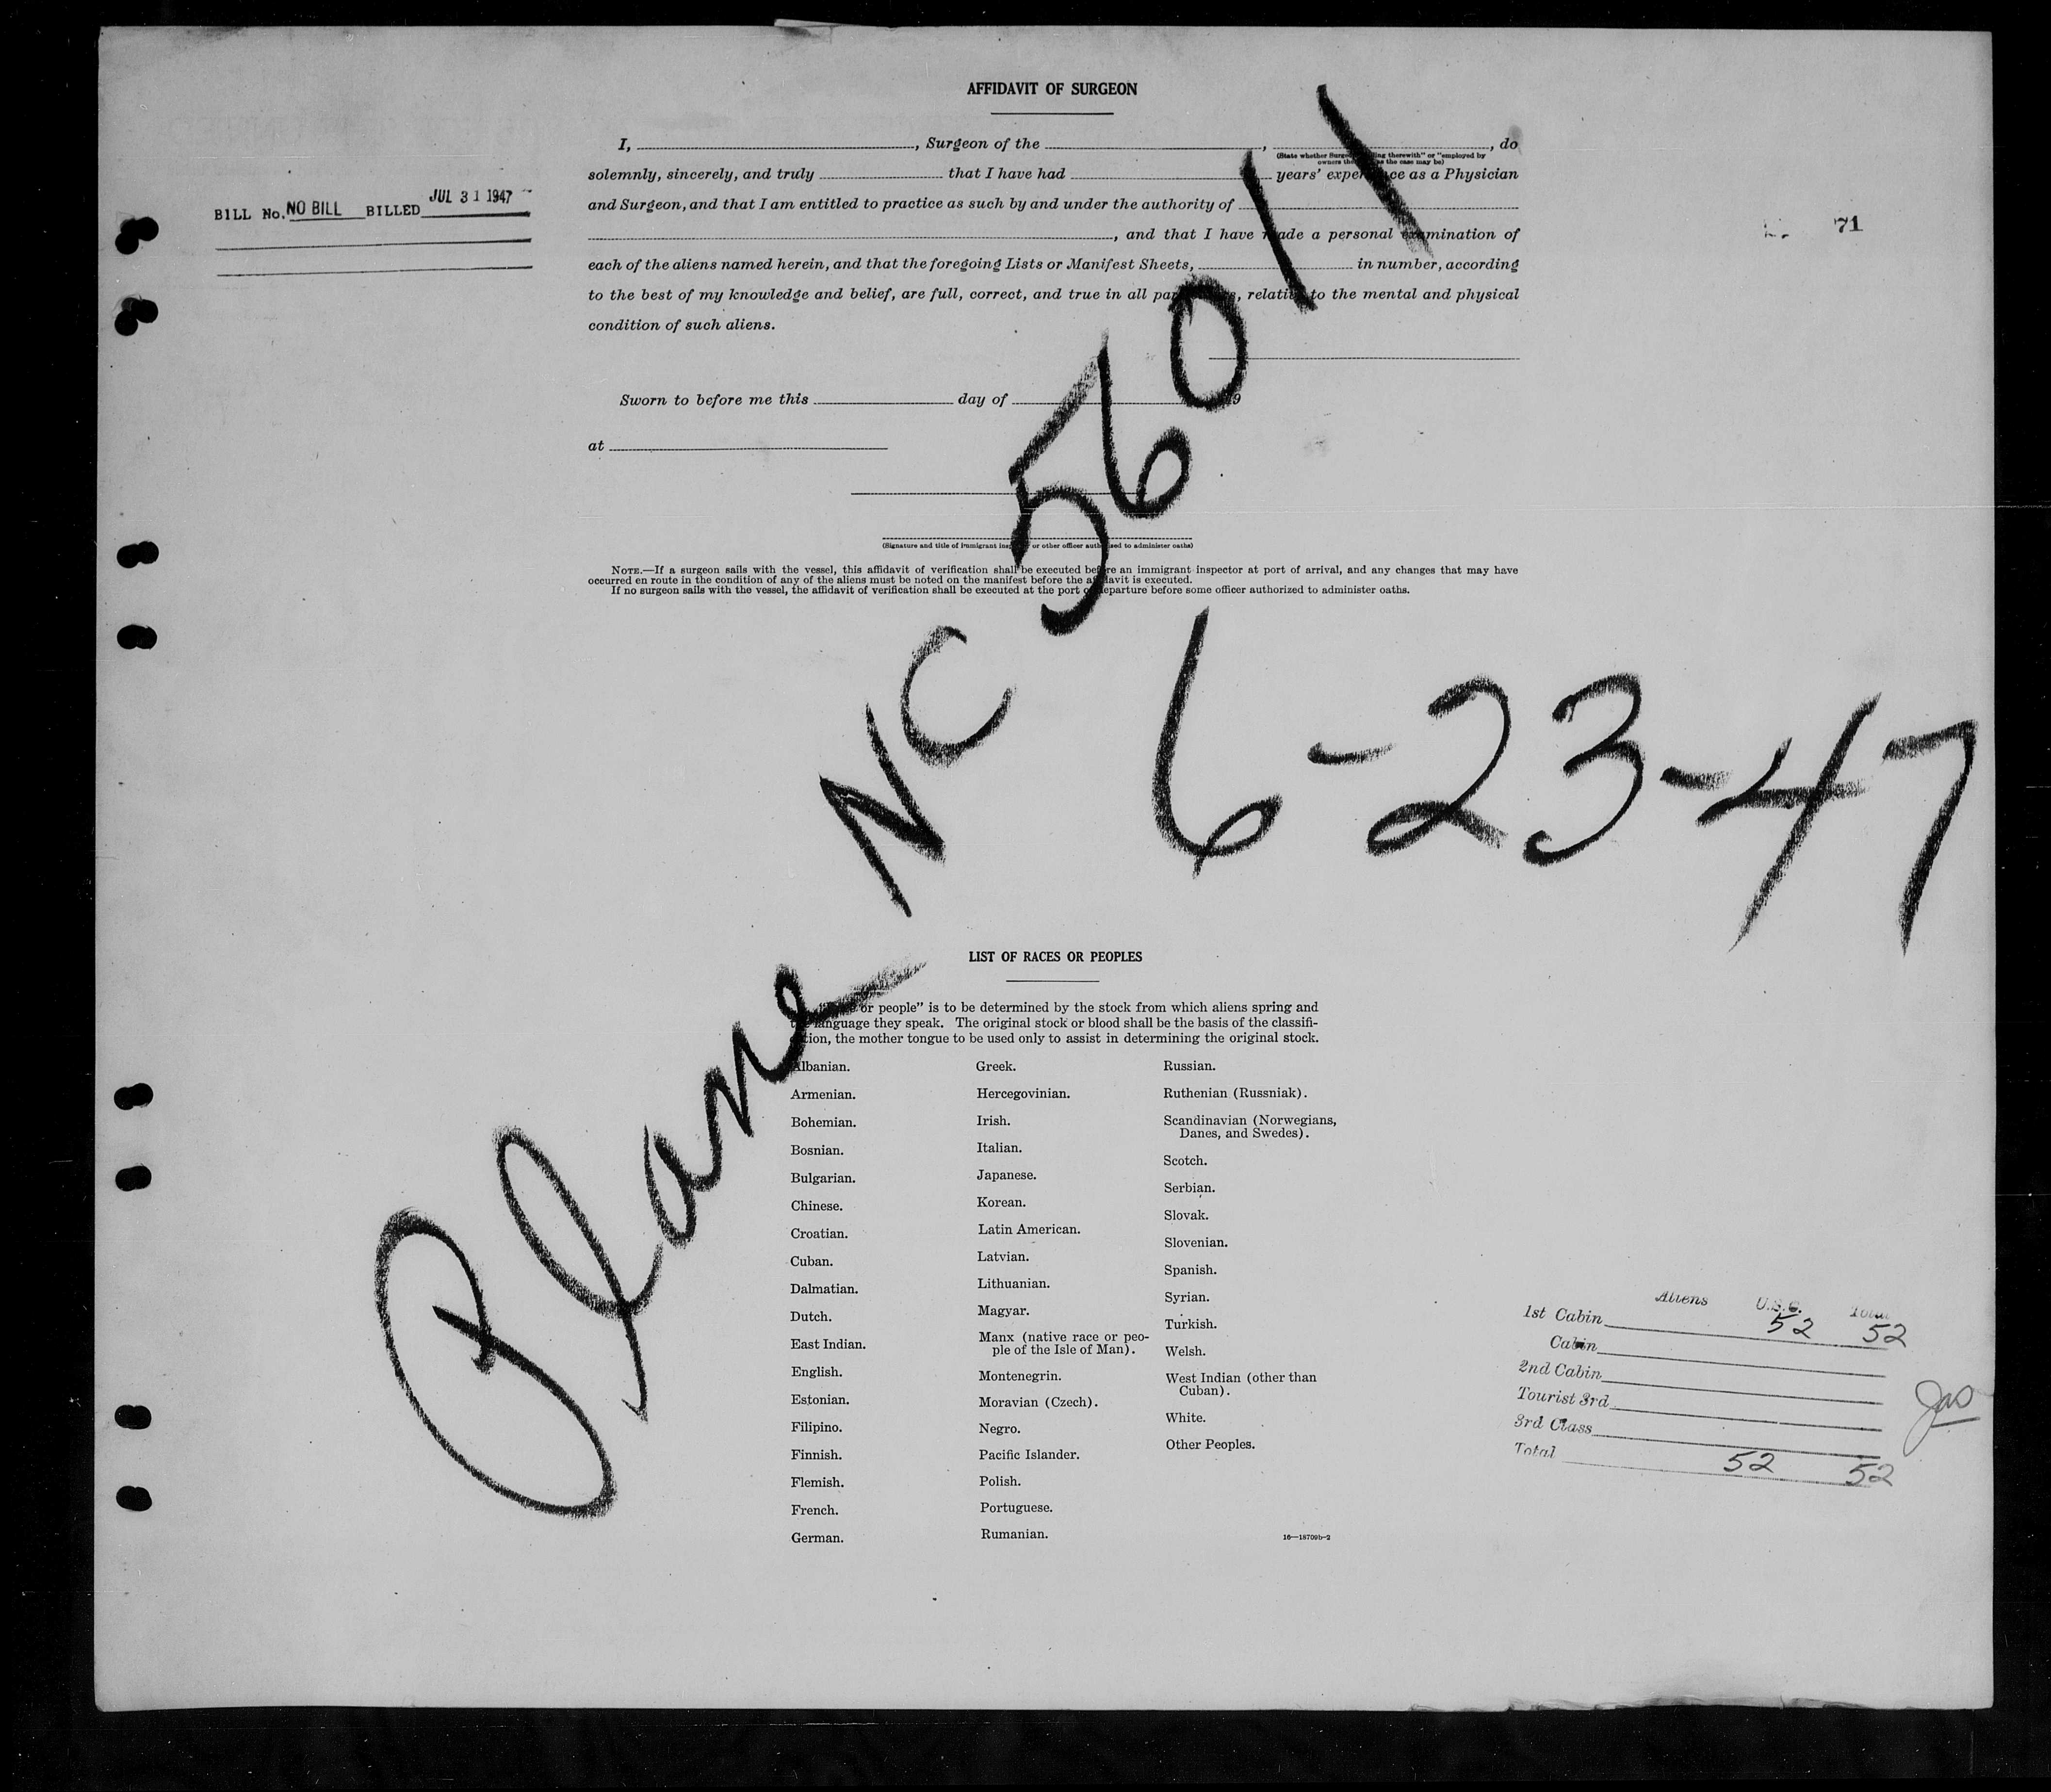 AFFIDAVIT OF SURGEON
I, , Surgeon of the , , do
(State whether Surgeon therewith" or "employed by
owners as the case may be)
solemnly, sincerely, and truly that I have had years' experience as a Physician
and Surgeon, and that I am entitled to practice as such by and under the authority of
, and that I have made a personal examination of
each of the aliens named herein, and that the foregoing Lists or Manifest Sheets, in number, according
to the best of my knowledge and belief, are full, correct, and true in all , relative to the mental and physical
condition of such aliens.
Sworn to before me this day of 9
at
(Signature and title of immigrant inspector or other officer authorized to administer oaths)
NOTE.—If a surgeon sails with the vessel, this affidavit of verification shall be executed before an immigrant inspector at port of arrival, and any changes that may have
occurred en route in the condition of any of the aliens must be noted on the manifest before the affidavit is executed.
If no surgeon sails with the vessel, the affidavit of verification shall be executed at the port of departure before some officer authorized to administer oaths.
BILL No. NO BILL BILLED JUL 31 1947
71
Plane NC 56011
6-23-47
LIST OF RACES OR PEOPLES
or people" is to be determined by the stock from which aliens spring and
the language they speak. The original stock or blood shall be the basis of the classifi-
cation, the mother tongue to be used only to assist in determining the original stock.
Albanian.
Armenian.
Bohemian.
Bosnian.
Bulgarian.
Chinese.
Croatian.
Cuban.
Dalmatian.
Dutch.
East Indian.
English.
Estonian.
Filipino.
Finnish.
Flemish.
French.
German.
Greek.
Hercegovinian.
Irish.
Italian.
Japanese.
Korean.
Latin American.
Latvian.
Lithuanian.
Magyar.
Manx (native race or peo-
ple of the Isle of Man).
Montenegrin.
Moravian (Czech).
Negro.
Pacific Islander.
Polish.
Portuguese.
Rumanian.
Russian.
Ruthenian (Russniak).
Scandinavian (Norwegians,
Danes, and Swedes).
Scotch.
Serbian.
Slovak.
Slovenian.
Spanish.
Syrian.
Turkish.
Welsh.
West Indian (other than
Cuban).
White.
Other Peoples.
16—18709b-2
Aliens U.S.C. Total
1st Cabin 52 52
Cabin
2nd Cabin
Tourist 3rd
3rd Class
Total 52 52